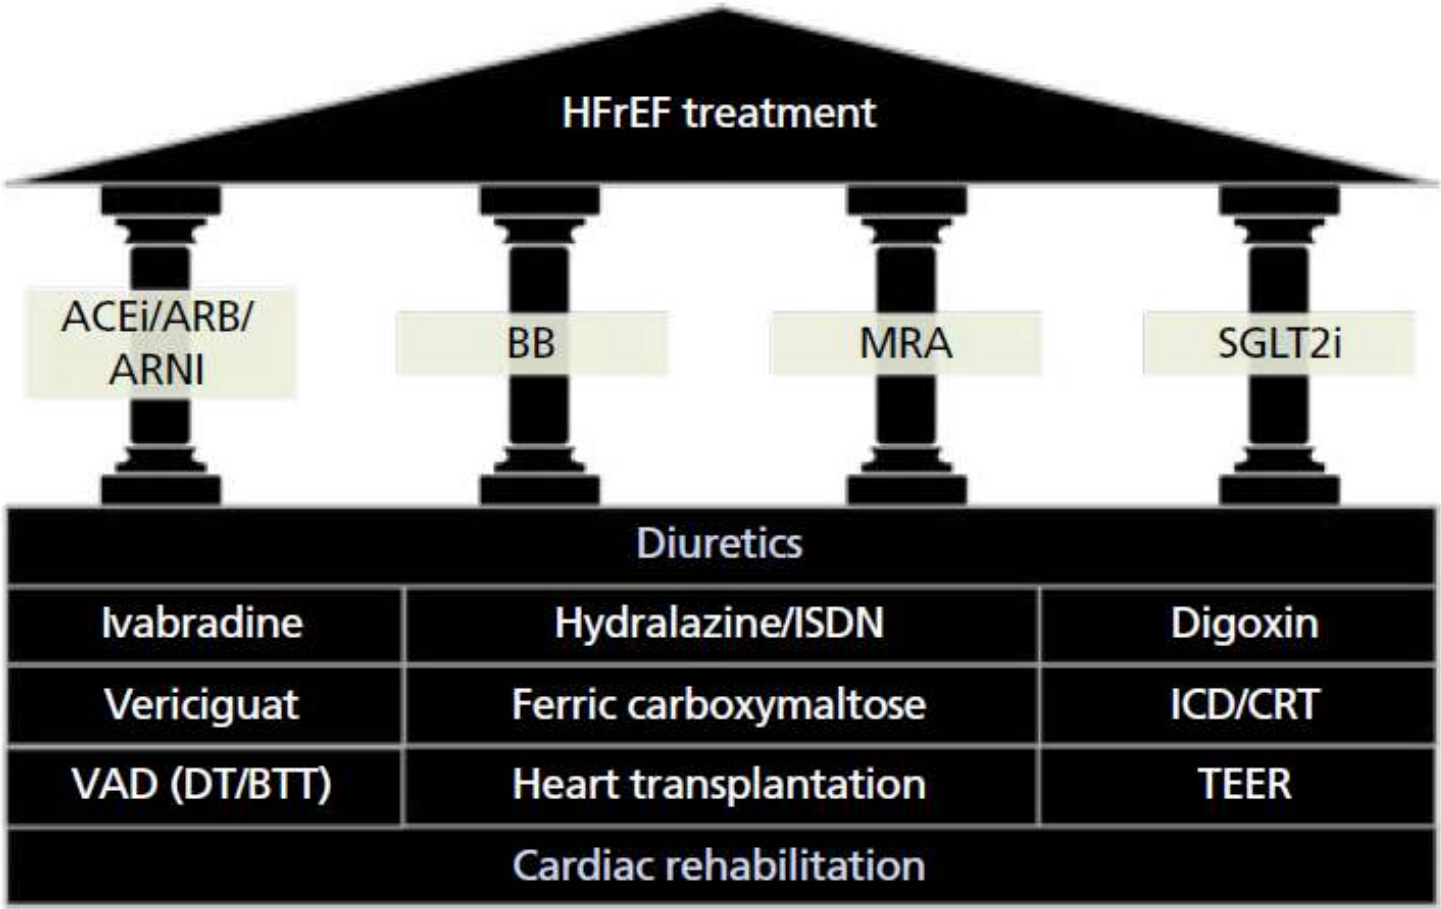 HFrEF treatment
ACEi/ARB/
ARNI
BB
MRA
SGLT2i
Diuretics
Ivabradine
Hydralazine/ISDN
Digoxin
Vericiguat
Ferric carboxymaltose
ICD/CRT
VAD (DT/BTT)
Heart transplantation
TEER
Cardiac rehabilitation